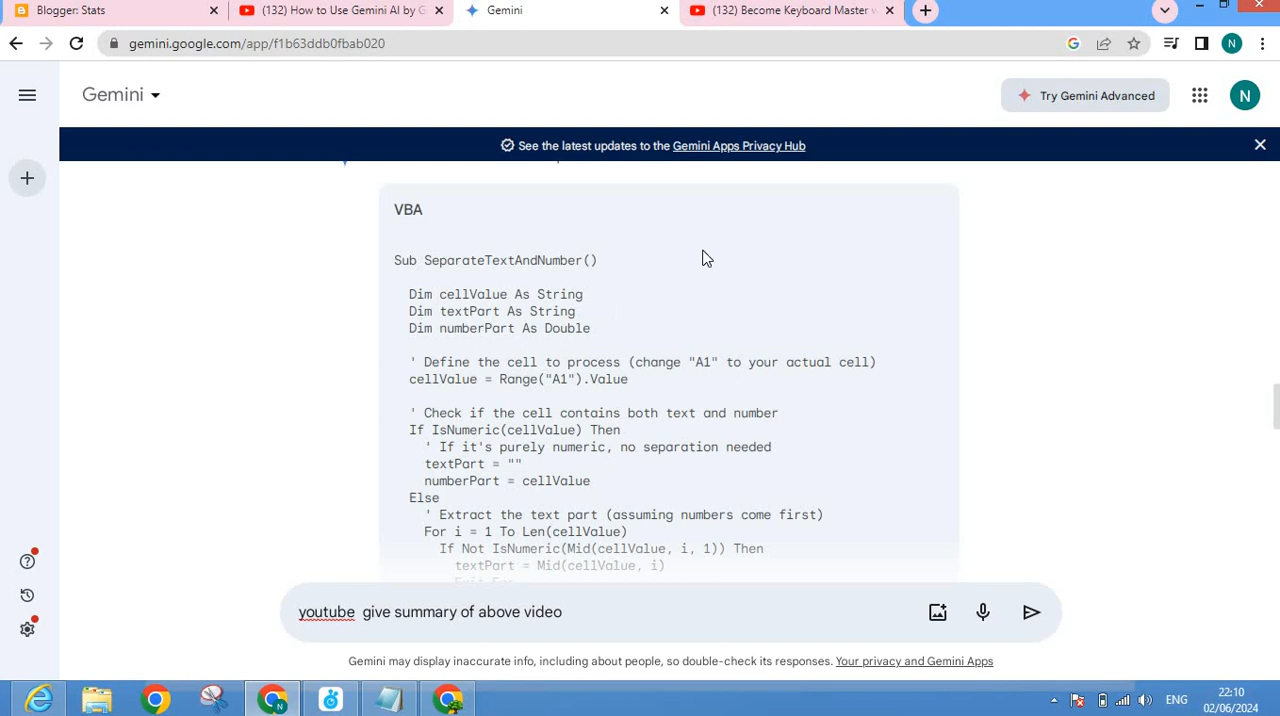 Blogger: Stats
(132) How to Use Gemini AI by G
Gemini
(132) Become Keyboard Master w
gemini.google.com/app/f1b63ddb0fbab020
N
Gemini
Try Gemini Advanced
N
See the latest updates to the Gemini Apps Privacy Hub
VBA
Sub SeparateTextAndNumber()
Dim cellValue As String
Dim textPart As String
Dim numberPart As Double
' Define the cell to process (change "A1" to your actual cell)
cellValue = Range("A1").Value
' Check if the cell contains both text and number
If IsNumeric(cellValue) Then
' If it's purely numeric, no separation needed
textPart = ""
numberPart = cellValue
Else
' Extract the text part (assuming numbers come first)
For i = 1 To Len(cellValue)
If Not IsNumeric(Mid(cellValue, i, 1)) Then
textPart = Mid(cellValue, i)
youtube  give summary of above video
Gemini may display inaccurate info, including about people, so double-check its responses. Your privacy and Gemini Apps
N
ENG
22:10
02/06/2024